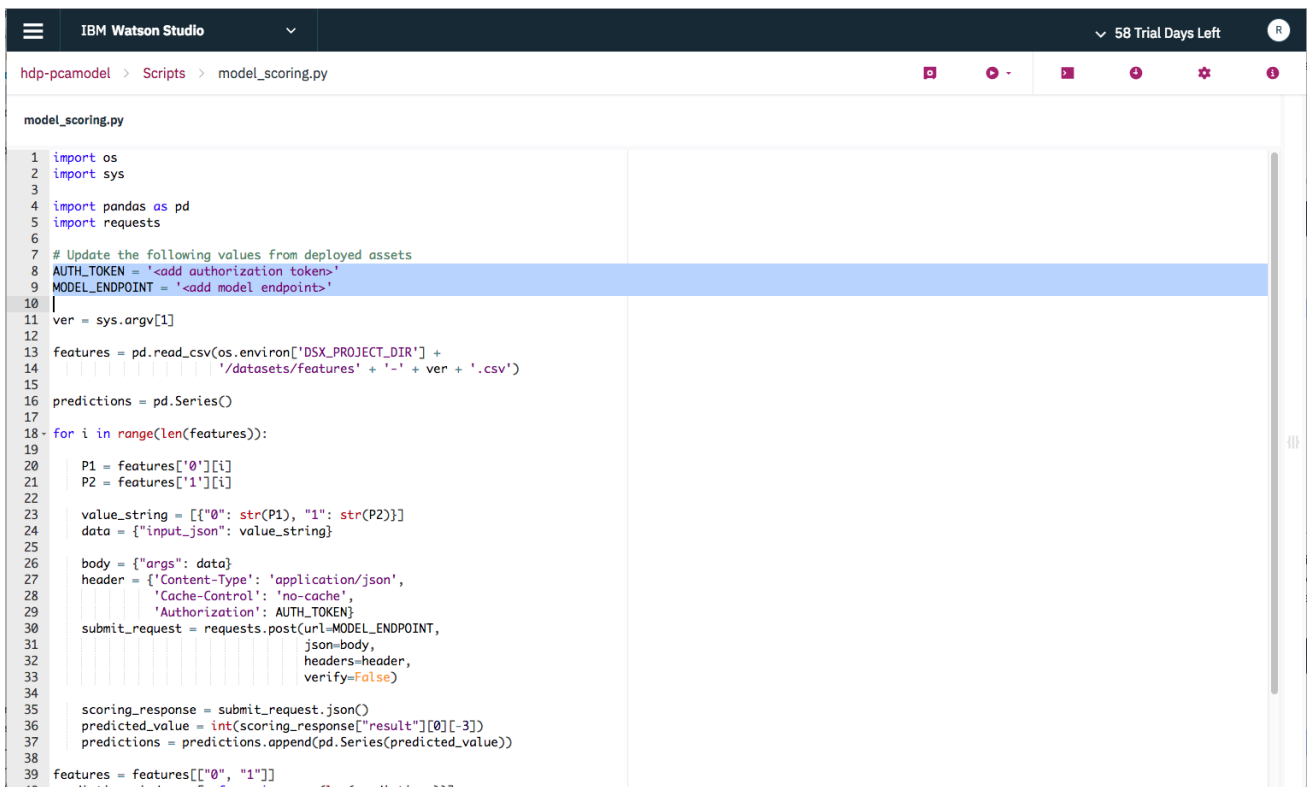 IBM Watson Studio
58 Trial Days Left
R
hdp-pcamodel > Scripts > model_scoring.py
model_scoring.py
1 import os
2 import sys
3
4 import pandas as pd
5 import requests
6
7 # Update the following values from deployed assets
8 AUTH_TOKEN = '<add authorization token>'
9 MODEL_ENDPOINT = '<add model endpoint>'
10
11 ver = sys.argv[1]
12
13 features = pd.read_csv(os.environ['DSX_PROJECT_DIR'] +
14 '/datasets/features' + '-' + ver + '.csv')
15
16 predictions = pd.Series()
17
18 for i in range(len(features)):
19
20 P1 = features['0'][i]
21 P2 = features['1'][i]
22
23 value_string = [{"0": str(P1), "1": str(P2)}]
24 data = {"input_json": value_string}
25
26 body = {"args": data}
27 header = {'Content-Type': 'application/json',
28 'Cache-Control': 'no-cache',
29 'Authorization': AUTH_TOKEN}
30 submit_request = requests.post(url=MODEL_ENDPOINT,
31 json=body,
32 headers=header,
33 verify=False)
34
35 scoring_response = submit_request.json()
36 predicted_value = int(scoring_response["result"][0][-3])
37 predictions = predictions.append(pd.Series(predicted_value))
38
39 features = features[["0", "1"]]